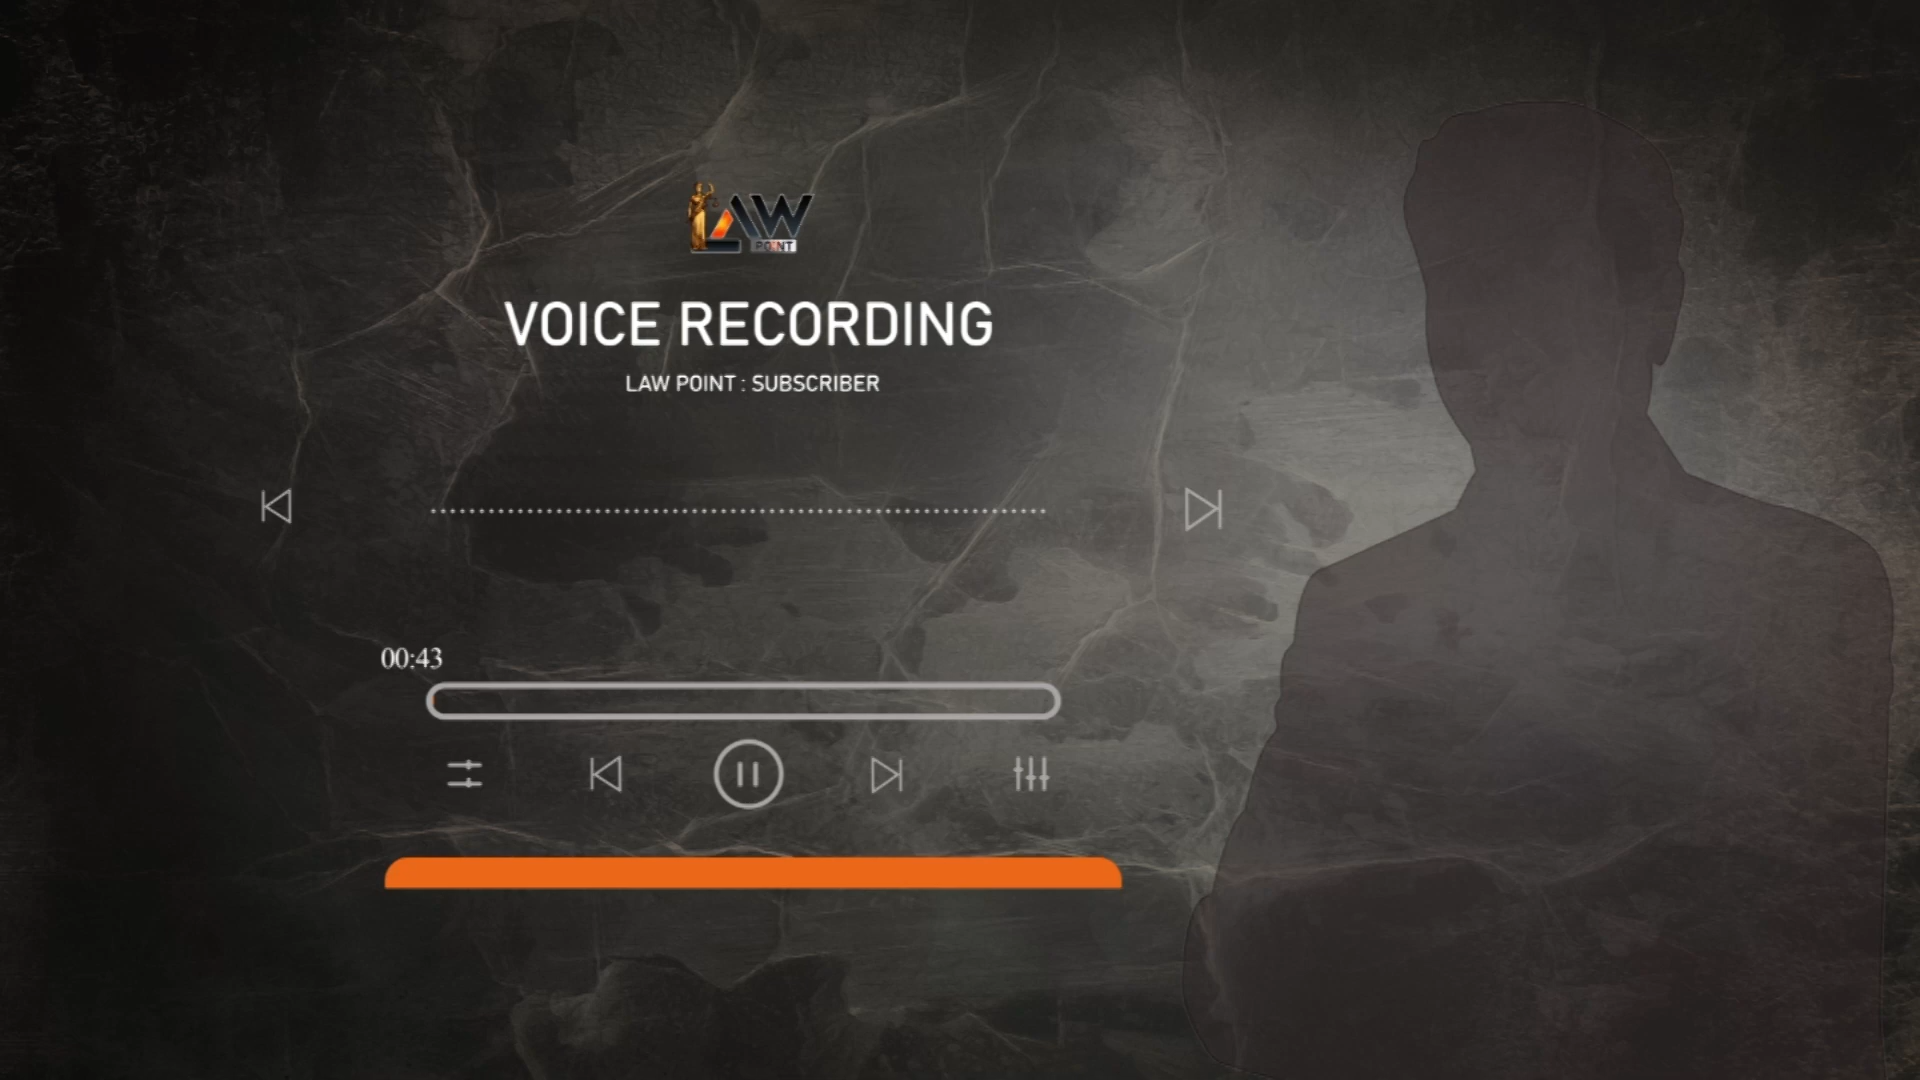 LAW
POINT
VOICE RECORDING
LAW POINT : SUBSCRIBER
00:43